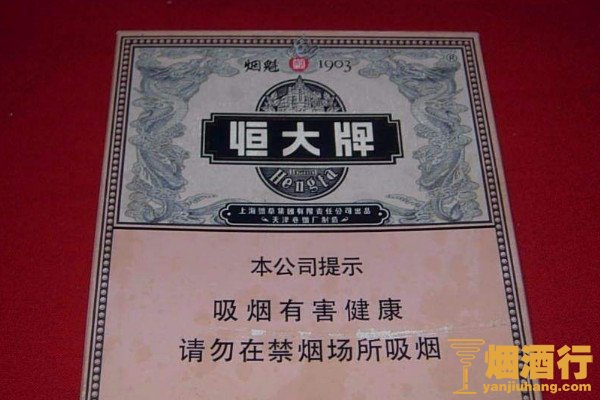 烟魁 1903
®
恒大牌
Brand
Hengta
上海烟草集团有限责任公司出品
天津卷烟厂制造
本公司提示
吸烟有害健康
请勿在禁烟场所吸烟
烟酒行
yanjiuhang.com